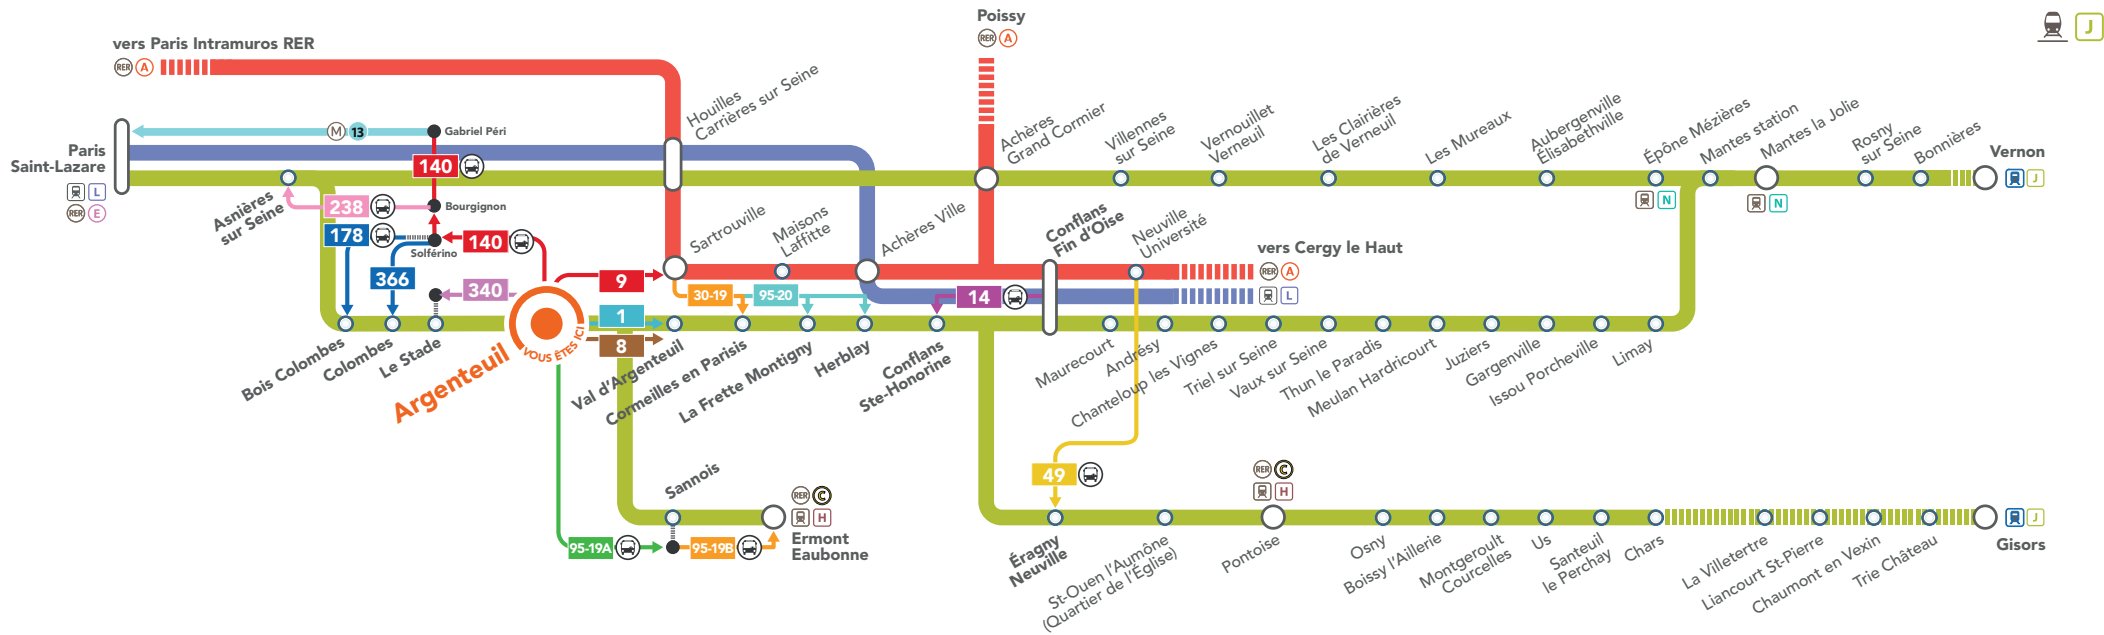 Poissy
RER A
J
vers Paris Intramuros RER
RER A
Houilles
Carrières sur Seine
M 13
Gabriel Péri
Paris
Saint-Lazare
L
RER E
140
Achères
Grand Cormier
Villennes
sur Seine
Vernouillet
Verneuil
Les Clairières
de Verneuil
Les Mureaux
Aubergenville
Élisabethville
Épône Mézières
N
Mantes station
Mantes la Jolie
N
Rosny
sur Seine
Bonnières
Vernon
J
Asnières
sur Seine
238
Bourgignon
178
Solférino
140
366
340
9
Sartrouville
Maisons
Laffitte
Achères Ville
Conflans
Fin d'Oise
Neuville
Université
vers Cergy le Haut
RER A
L
30-19
95-20
14
1
8
VOUS ÊTES ICI
Argenteuil
Bois Colombes
Colombes
Le Stade
Val d'Argenteuil
Cormeilles en Parisis
La Frette Montigny
Herblay
Conflans
Ste-Honorine
Maurecourt
Andrésy
Chanteloup les Vignes
Triel sur Seine
Vaux sur Seine
Thun le Paradis
Meulan Hardricourt
Juziers
Gargenville
Issou Porcheville
Limay
Sannois
RER C
H
Ermont
Eaubonne
95-19A
95-19B
49
RER C
H
Éragny
Neuville
St-Ouen l'Aumône
(Quartier de l'Église)
Pontoise
Osny
Boissy l'Aillerie
Montgeroult
Courcelles
Us
Santeuil
le Perchay
Chars
La Villetertre
Liancourt St-Pierre
Chaumont en Vexin
Trie Château
J
Gisors